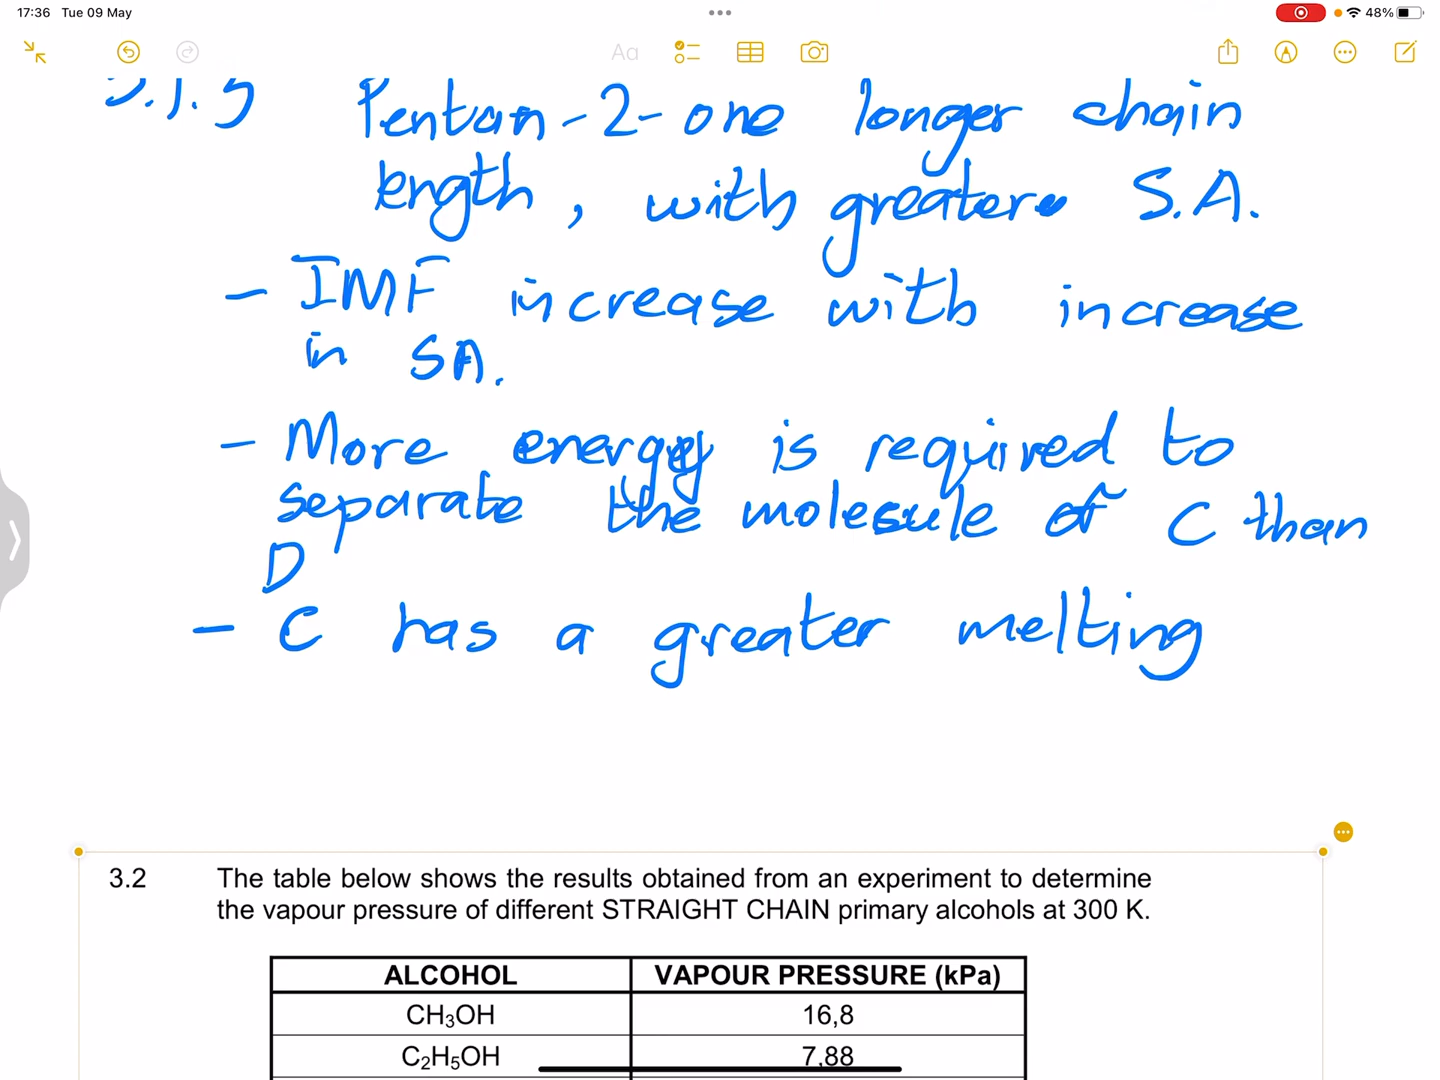 17:36 Tue 09 May
48%
Aa
3.1.5 Pentan-2-one longer chain
length, with greater S.A.
- IMF increase with increase
in SA.
- More energy is required to
separate the molecule of C than
D
- C has a greater melting
3.2 The table below shows the results obtained from an experiment to determine
the vapour pressure of different STRAIGHT CHAIN primary alcohols at 300 K.
ALCOHOL VAPOUR PRESSURE (kPa)
CH₃OH 16,8
C₂H₅OH 7,88